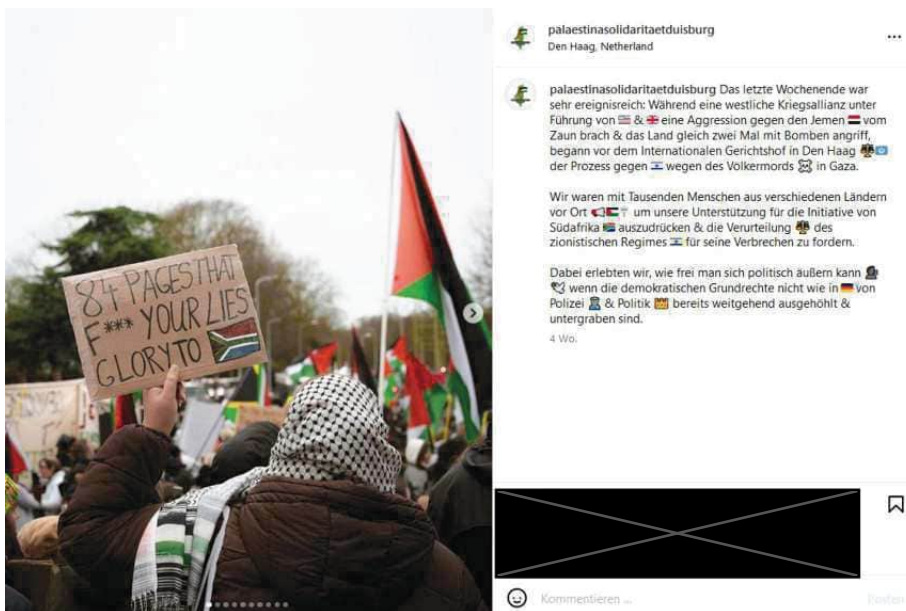 84 PAGES THAT
F*** YOUR LIES
GLORY TO
palaestinasolidaritaetduisburg
Den Haag, Netherland
palaestinasolidaritaetduisburg Das letzte Wochenende war
sehr ereignisreich: Während eine westliche Kriegsallianz unter
Führung von 🇺🇸 & 🇬🇧 eine Aggression gegen den Jemen 🇾🇪 vom
Zaun brach & das Land gleich zwei Mal mit Bomben angriff,
begann vor dem Internationalen Gerichtshof in Den Haag
der Prozess gegen 🇮🇱 wegen des Völkermords ☠️ in Gaza.
Wir waren mit Tausenden Menschen aus verschiedenen Ländern
vor Ort um unsere Unterstützung für die Initiative von
Südafrika 🇿🇦 auszudrücken & die Verurteilung des
zionistischen Regimes 🇮🇱 für seine Verbrechen zu fordern.
Dabei erlebten wir, wie frei man sich politisch äußern kann
wenn die demokratischen Grundrechte nicht wie in 🇩🇪 von
Polizei & Politik bereits weitgehend ausgehöhlt &
untergraben sind.
4 Wo.
Kommentieren ...
Posten